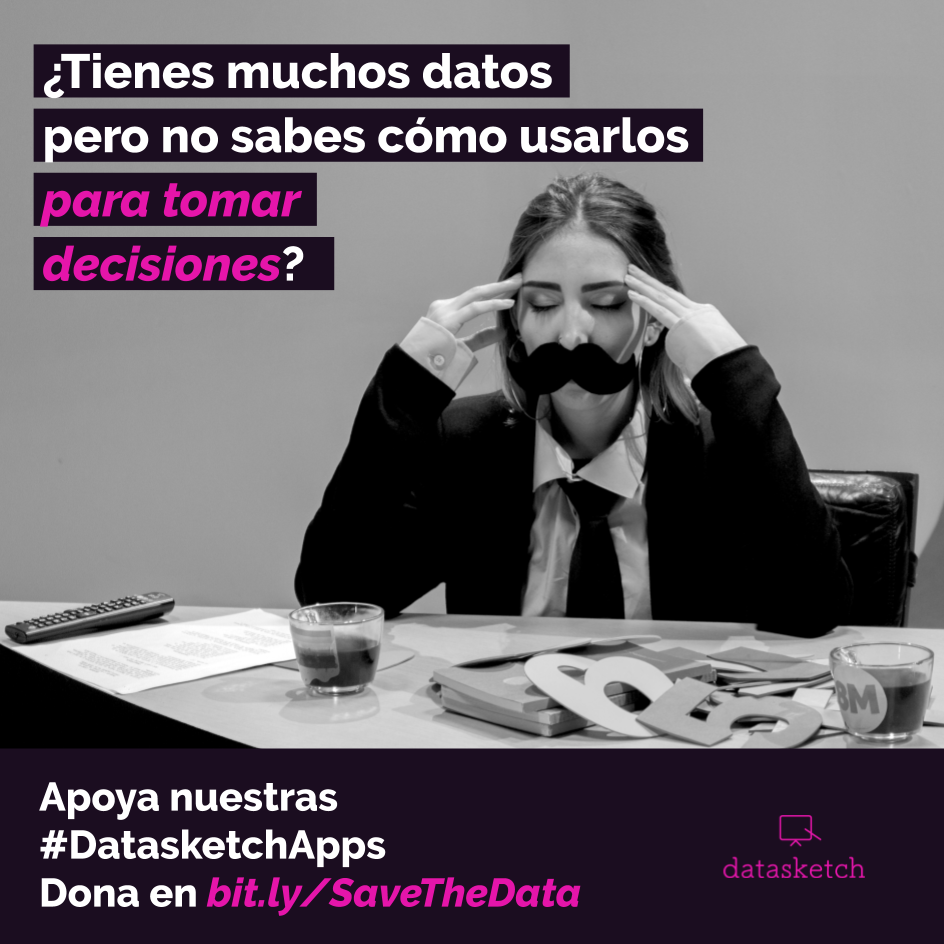 ¿Tienes muchos datos
pero no sabes cómo usarlos
para tomar
decisiones?
BM
Apoya nuestras
#DatasketchApps
Dona en bit.ly/SaveTheData
datasketch